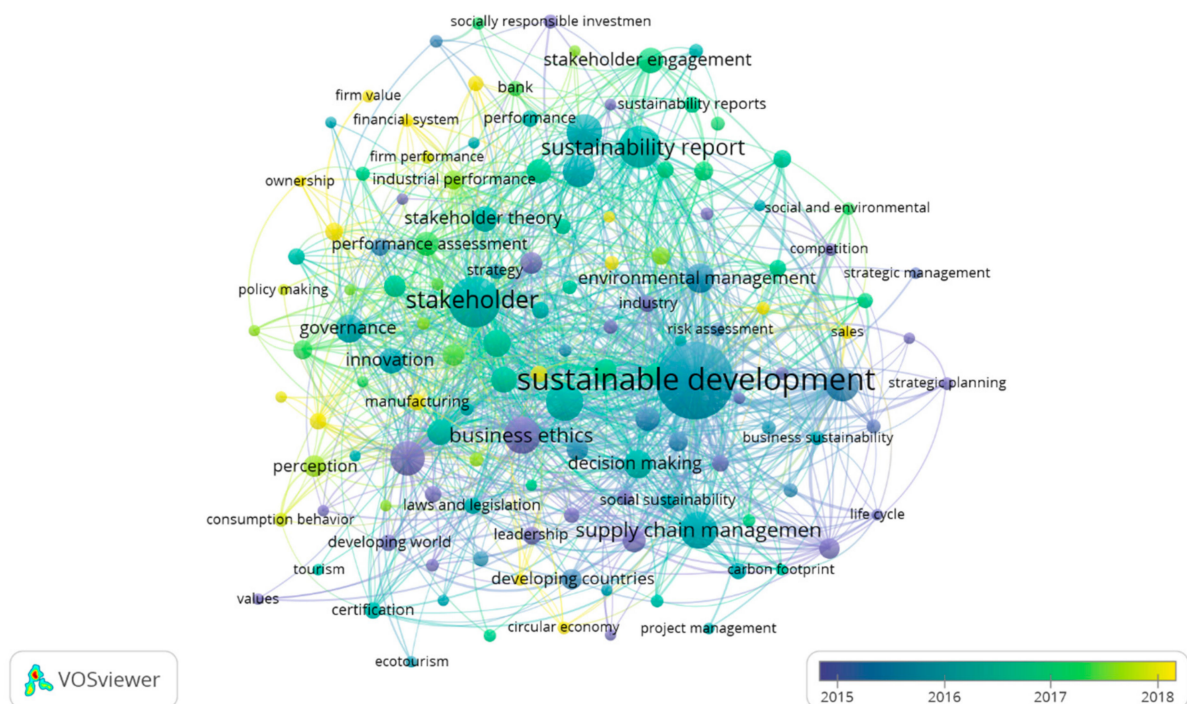 socially responsible investmen
stakeholder engagement
bank
firm value
sustainability reports
financial system
performance
sustainability report
firm performance
industrial performance
ownership
social and environmental
stakeholder theory
performance assessment
competition
strategy
strategic management
environmental management
policy making
stakeholder
industry
governance
risk assessment
sales
innovation
sustainable development
strategic planning
manufacturing
business ethics
business sustainability
perception
decision making
laws and legislation
social sustainability
consumption behavior
life cycle
leadership
supply chain managemen
developing world
tourism
developing countries
carbon footprint
values
certification
circular economy
project management
ecotourism
VOSviewer
2015
2016
2017
2018